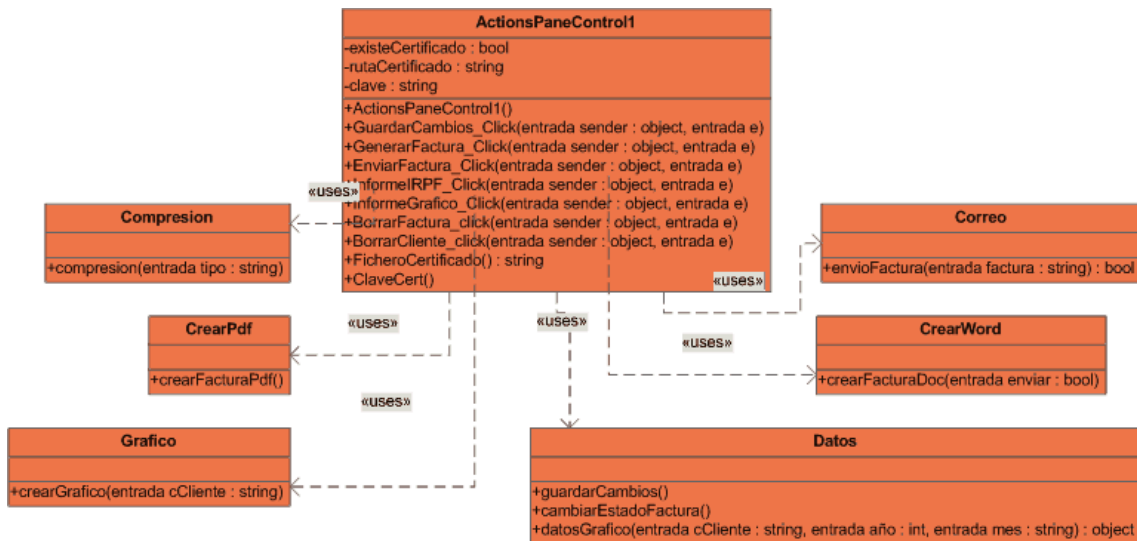 ActionsPaneControl1
-existeCertificado : bool
-rutaCertificado : string
-clave : string
+ActionsPaneControl1()
+GuardarCambios_Click(entrada sender : object, entrada e)
+GenerarFactura_Click(entrada sender : object, entrada e)
+EnviarFactura_Click(entrada sender : object, entrada e)
+InformeIRPF_Click(entrada sender : object, entrada e)
+InformeGrafico_Click(entrada sender : object, entrada e)
+BorrarFactura_click(entrada sender : object, entrada e)
+BorrarCliente_click(entrada sender : object, entrada e)
+FicheroCertificado() : string
+ClaveCert()
«uses»
Compresion
+compresion(entrada tipo : string)
Correo
+envioFactura(entrada factura : string) : bool
«uses»
CrearPdf
+crearFacturaPdf()
«uses»
«uses»
«uses»
CrearWord
+crearFacturaDoc(entrada enviar : bool)
«uses»
Grafico
+crearGrafico(entrada cCliente : string)
Datos
+guardarCambios()
+cambiarEstadoFactura()
+datosGrafico(entrada cCliente : string, entrada año : int, entrada mes : string) : object